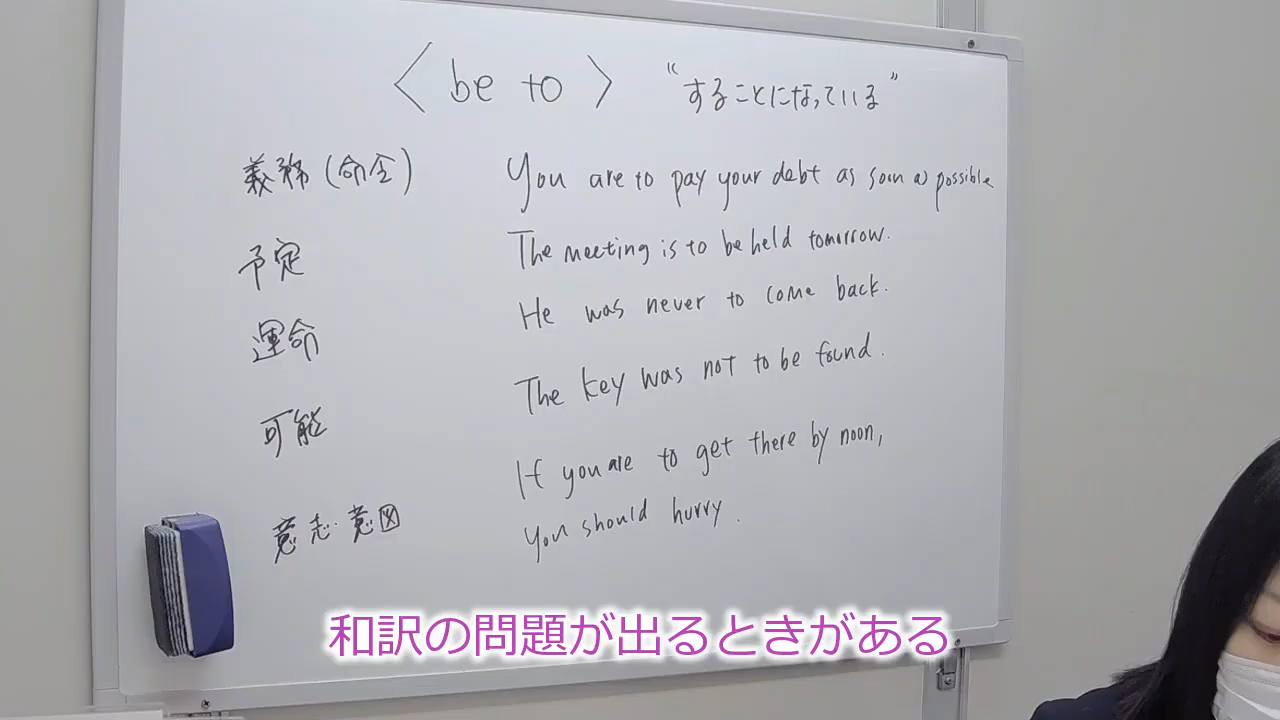 〈 be to 〉 “することになっている”
義務(命令) You are to pay your debt as soon as possible
予定 The meeting is to be held tomorrow.
運命 He was never to come back.
可能 The key was not to be found.
意志・意図 If you are to get there by noon,
you should hurry.
和訳の問題が出るときがある